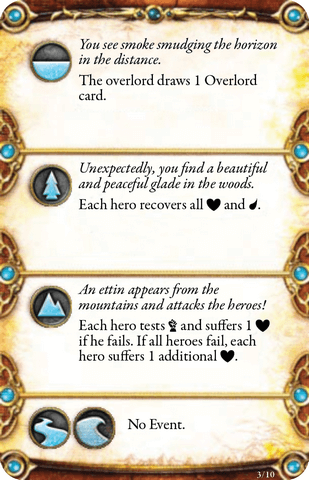 You see smoke smudging the horizon
in the distance.
The overlord draws 1 Overlord
card.
Unexpectedly, you find a beautiful
and peaceful glade in the woods.
Each hero recovers all and .
An ettin appears from the
mountains and attacks the heroes!
Each hero tests and suffers 1
if he fails. If all heroes fail, each
hero suffers 1 additional .
No Event.
3/10